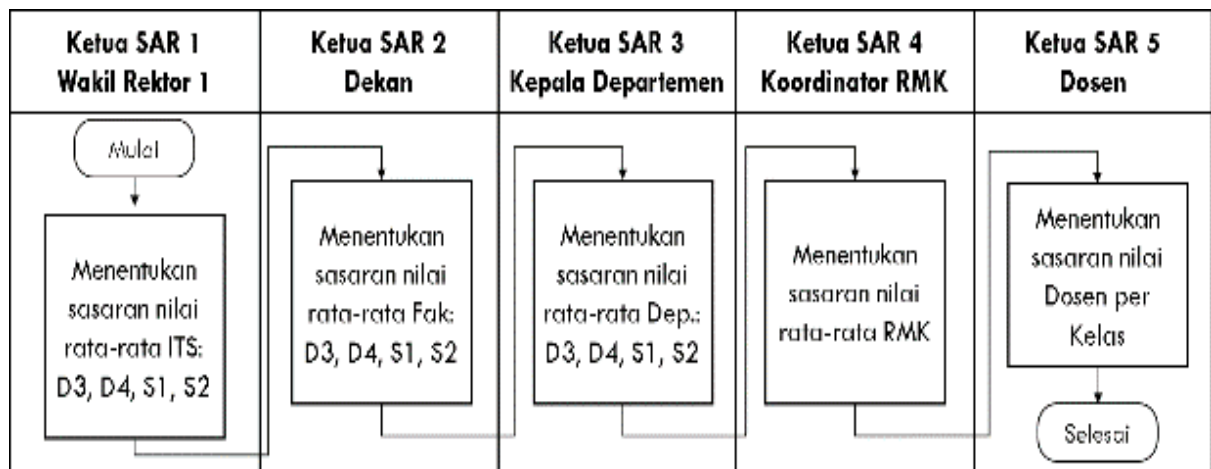 Ketua SAR 1
Wakil Rektor 1
Ketua SAR 2
Dekan
Ketua SAR 3
Kepala Departemen
Ketua SAR 4
Koordinator RMK
Ketua SAR 5
Dosen
Mulai
Menentukan
sasaran nilai
rata-rata ITS:
D3, D4, S1, S2
Menentukan
sasaran nilai
rata-rata Fak:
D3, D4, S1, S2
Menentukan
sasaran nilai
rata-rata Dep.:
D3, D4, S1, S2
Menentukan
sasaran nilai
rata-rata RMK
Menentukan
sasaran nilai
Dosen per
Kelas
Selesai